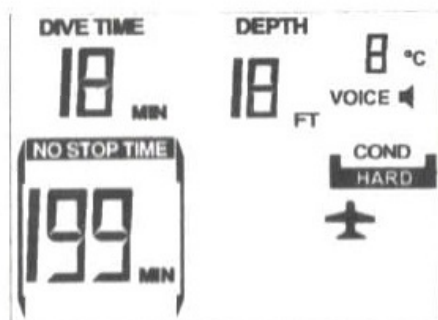 DIVE TIME
18 MIN
DEPTH
18 FT
8 °C
VOICE
NO STOP TIME
199 MIN
COND
HARD